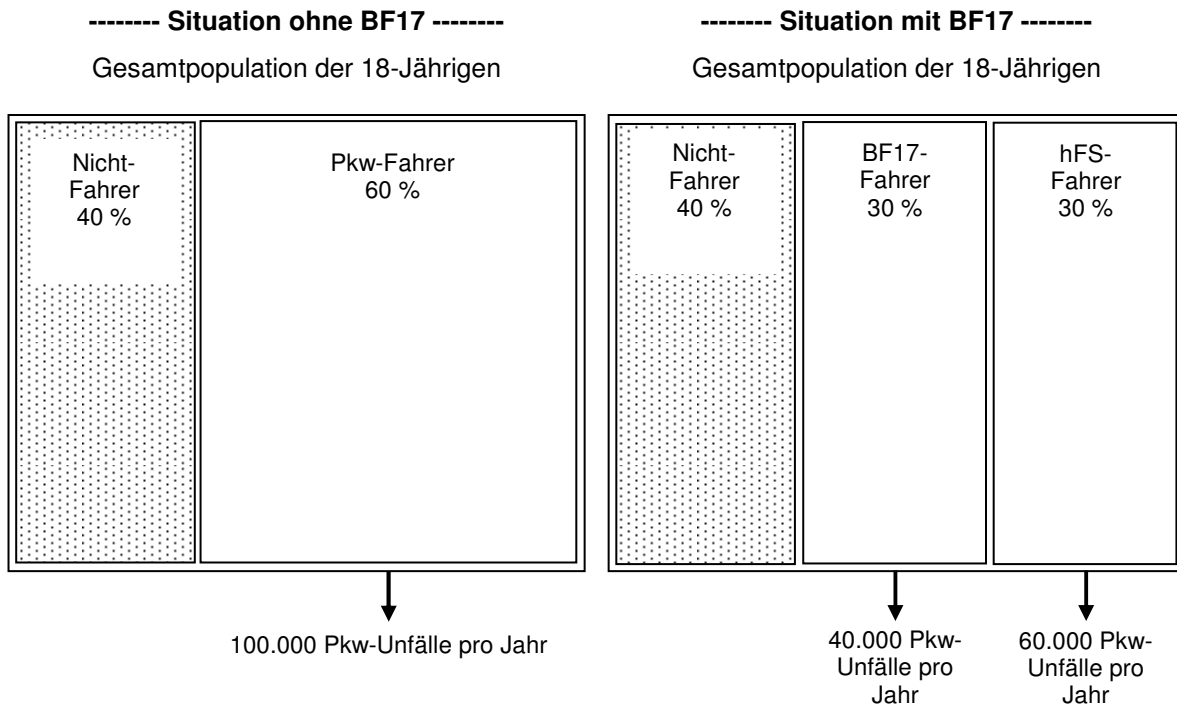 -------- Situation ohne BF17 --------
Gesamtpopulation der 18-Jährigen
Nicht-
Fahrer
40 %
Pkw-Fahrer
60 %
100.000 Pkw-Unfälle pro Jahr
-------- Situation mit BF17 --------
Gesamtpopulation der 18-Jährigen
Nicht-
Fahrer
40 %
BF17-
Fahrer
30 %
hFS-
Fahrer
30 %
40.000 Pkw-
Unfälle pro
Jahr
60.000 Pkw-
Unfälle pro
Jahr